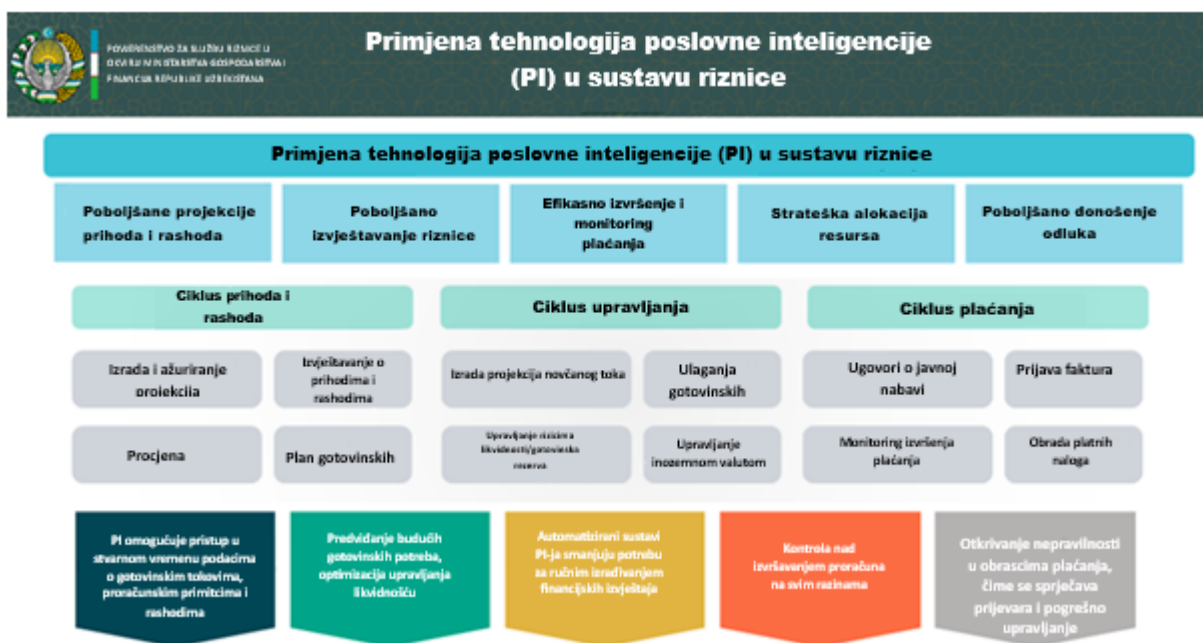 POVJERENSTVO ZA SLUŽBU RIZNICE U
OKVIRU MINISTARSTVA GOSPODARSTVA I
FINANCIJA REPUBLIKE UZBEKISTANA
Primjena tehnologija poslovne inteligencije
(PI) u sustavu riznice
Primjena tehnologija poslovne inteligencije (PI) u sustavu riznice
Poboljšane projekcije
prihoda i rashoda
Poboljšano
izvještavanje riznice
Efikasno izvršenje i
monitoring
plaćanja
Strateška alokacija
resursa
Poboljšano donošenje
odluka
Ciklus prihoda i
rashoda
Ciklus upravljanja
Ciklus plaćanja
Izrada i ažuriranje
projekcija
Izvještavanje o
prihodima i
rashodima
Izrada projekcija novčanog toka
Ulaganja
gotovinskih
Ugovori o javnoj
nabavi
Prijava faktura
Procjena
Plan gotovinskih
Upravljanje rizicima
likvidnosti/gotovinska
rezerva
Upravljanje
inozemnom valutom
Monitoring izvršenja
plaćanja
Obrada platnih
naloga
PI omogućuje pristup u
stvarnom vremenu podacima
o gotovinskim tokovima,
proračunskim primitcima i
rashodima
Predviđanje budućih
gotovinskih potreba,
optimizacija upravljanja
likvidnošću
Automatizirani sustavi
PI-ja smanjuju potrebu
za ručnim izrađivanjem
financijskih izvještaja
Kontrola nad
izvršavanjem proračuna
na svim razinama
Otkrivanje nepravilnosti
u obrascima plaćanja,
čime se sprječava
prijevara i pogrešno
upravljanje